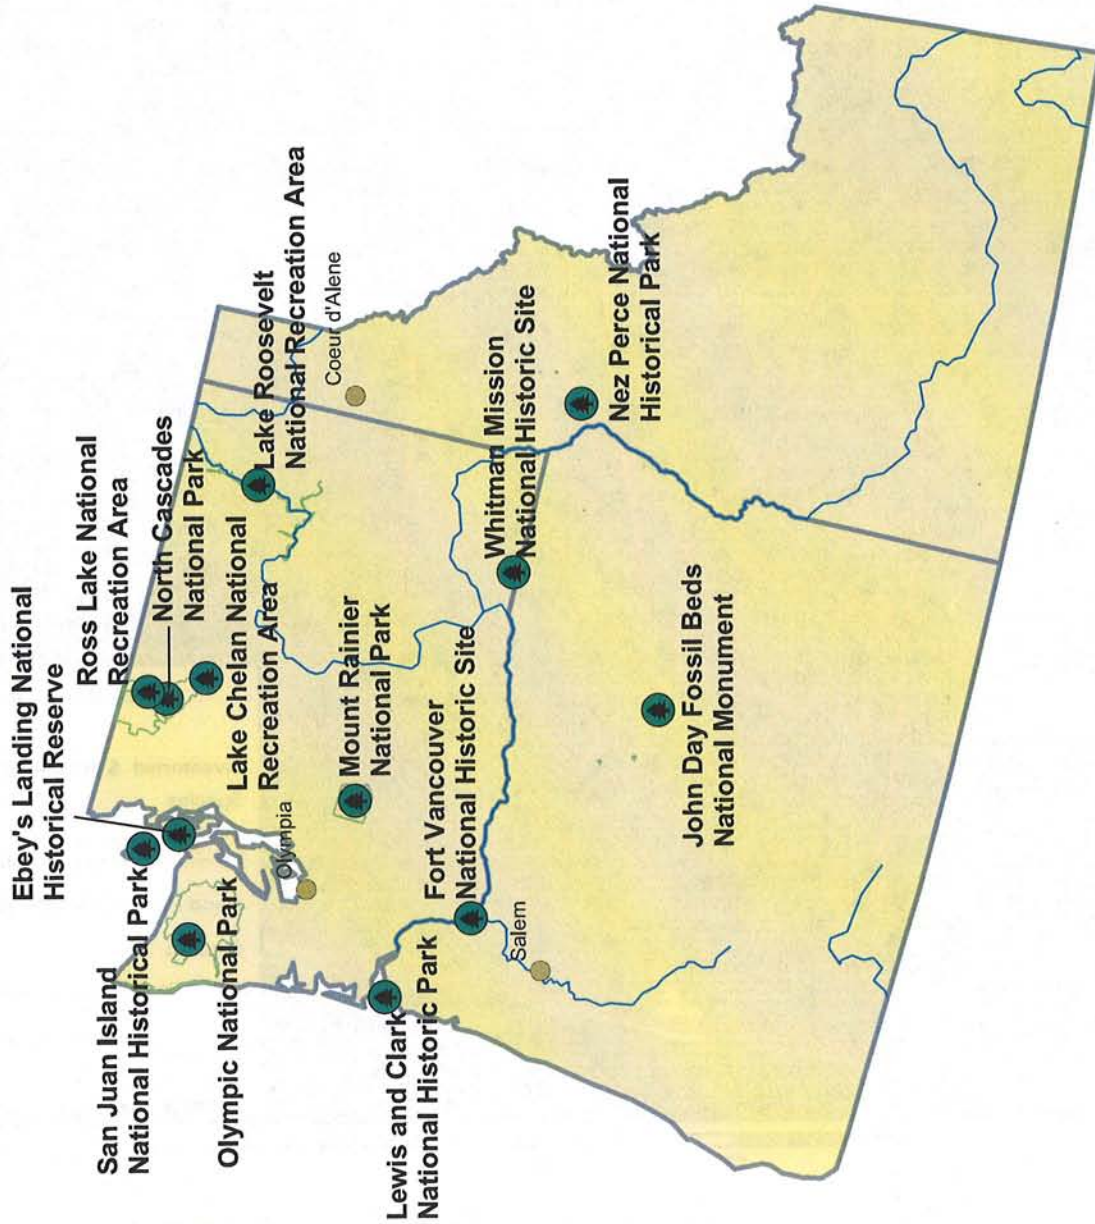 Ebey's Landing National
Historical Reserve
Ross Lake National
Recreation Area
North Cascades
National Park
Lake Chelan National
Recreation Area
Lake Roosevelt
National Recreation Area
San Juan Island
National Historical Park
Olympic National Park
Olympia
Mount Rainier
National Park
Coeur d'Alene
Lewis and Clark
National Historic Park
Fort Vancouver
National Historic Site
Whitman Mission
National Historic Site
Nez Perce National
Historical Park
Salem
John Day Fossil Beds
National Monument